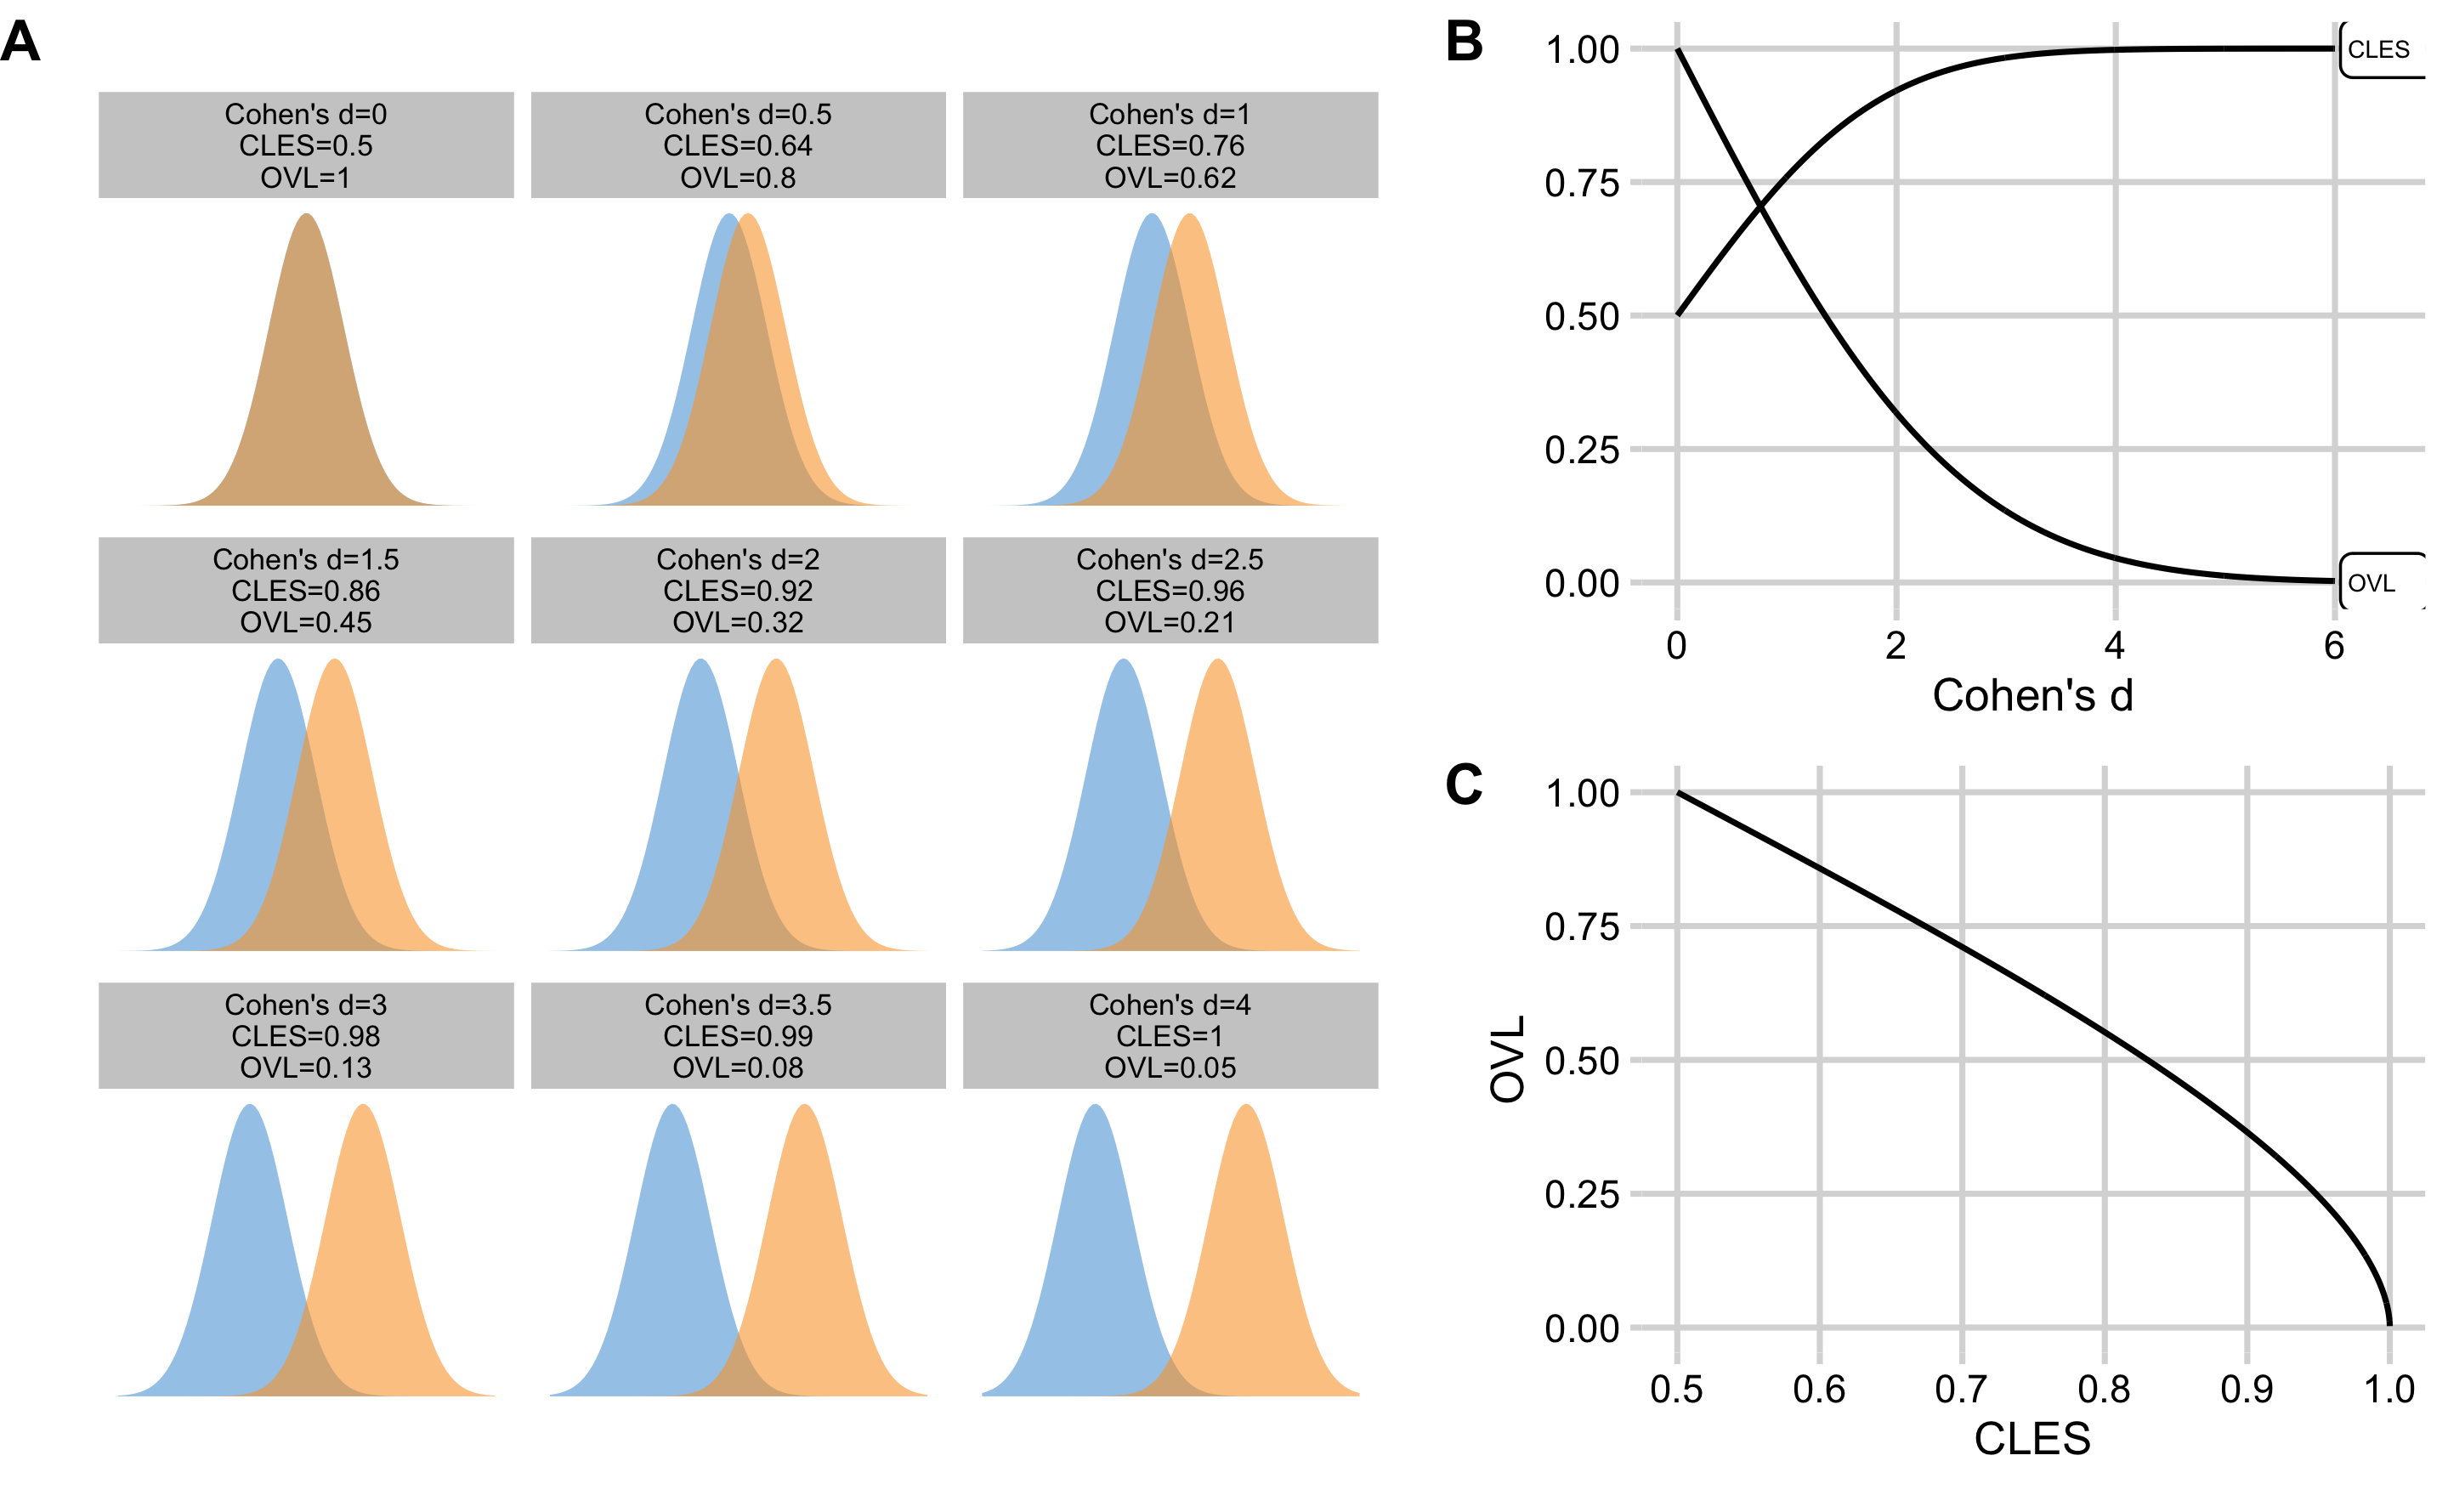 A
Cohen's d=0
CLES=0.5
OVL=1
Cohen's d=0.5
CLES=0.64
OVL=0.8
Cohen's d=1
CLES=0.76
OVL=0.62
Cohen's d=1.5
CLES=0.86
OVL=0.45
Cohen's d=2
CLES=0.92
OVL=0.32
Cohen's d=2.5
CLES=0.96
OVL=0.21
Cohen's d=3
CLES=0.98
OVL=0.13
Cohen's d=3.5
CLES=0.99
OVL=0.08
Cohen's d=4
CLES=1
OVL=0.05
B
1.00
0.75
0.50
0.25
0.00
CLES
OVL
0 2 4 6
Cohen's d
C
1.00
0.75
0.50
0.25
0.00
OVL
0.5 0.6 0.7 0.8 0.9 1.0
CLES